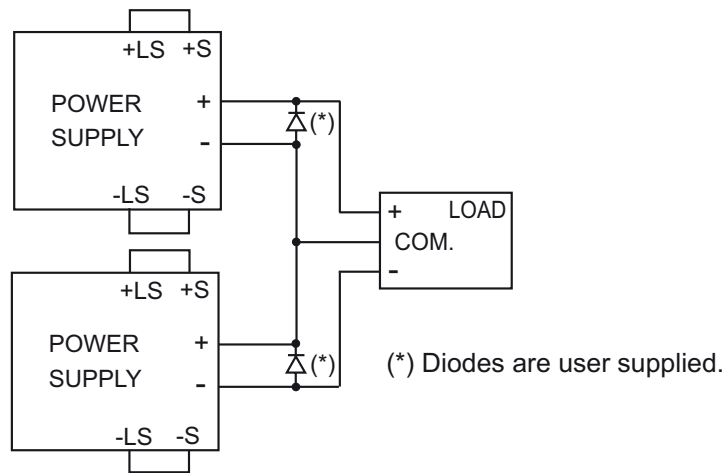 +LS +S
POWER
SUPPLY
+
-
(*)
-LS -S
+ LOAD
COM.
-
+LS +S
POWER
SUPPLY
+
-
(*)
(*) Diodes are user supplied.
-LS -S